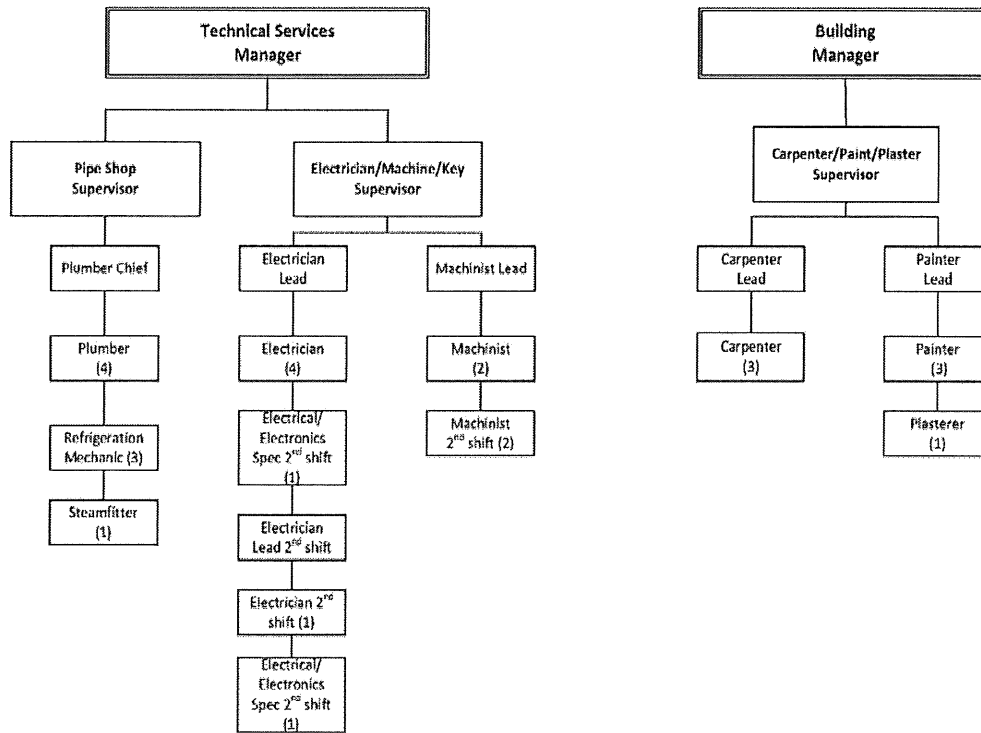 Technical Services
Manager
Building
Manager
Pipe Shop
Supervisor
Electrician/Machine/Key
Supervisor
Carpenter/Paint/Plaster
Supervisor
Plumber Chief
Electrician
Lead
Machinist Lead
Carpenter
Lead
Painter
Lead
Plumber
(4)
Electrician
(4)
Machinist
(2)
Carpenter
(3)
Painter
(3)
Refrigeration
Mechanic (3)
Electrical/
Electronics
Spec 2nd shift
(1)
Machinist
2nd shift (2)
Plasterer
(1)
Steamfitter
(1)
Electrician
Lead 2nd shift
Electrician 2nd
shift (1)
Electrical/
Electronics
Spec 2nd shift
(1)